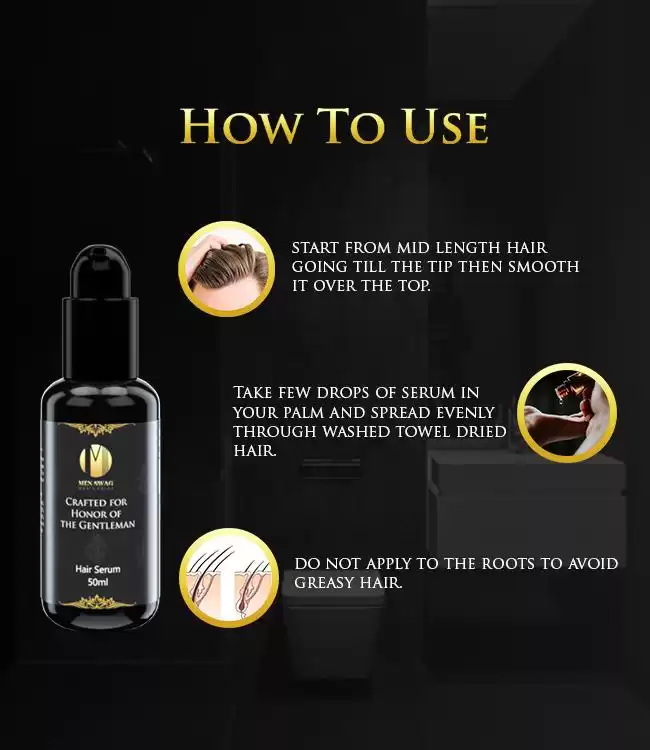 How To Use
START FROM MID LENGTH HAIR
GOING TILL THE TIP THEN SMOOTH
IT OVER THE TOP.
TAKE FEW DROPS OF SERUM IN
YOUR PALM AND SPREAD EVENLY
THROUGH WASHED TOWEL DRIED
HAIR.
MEN SWAG
CRAFTED FOR
HONOR OF
THE GENTLEMAN
Hair Serum
50ml
DO NOT APPLY TO THE ROOTS TO AVOID
GREASY HAIR.